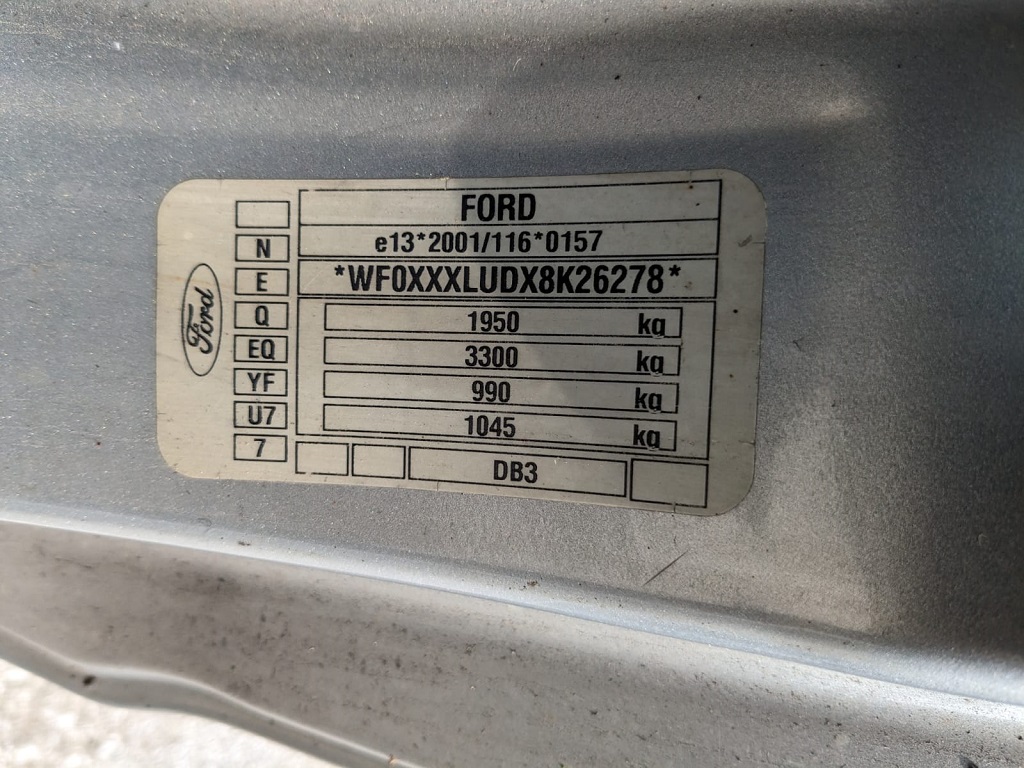 Ford
N
E
Q
EQ
YF
U7
7
FORD
e13*2001/116*0157
*WF0XXXLUDX8K26278*
1950 kg
3300 kg
990 kg
1045 kg
DB3